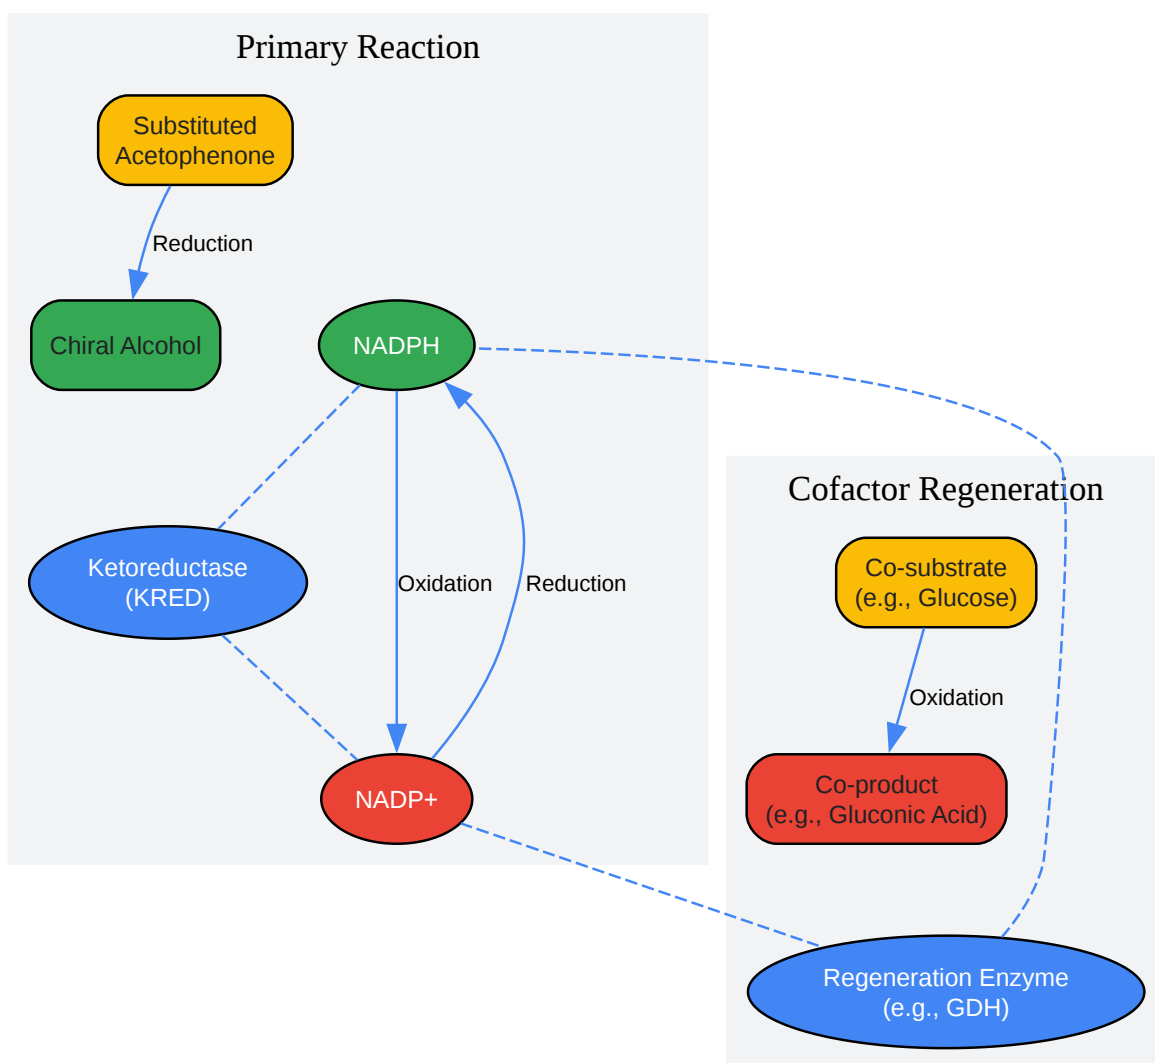 Primary Reaction
Substituted
Acetophenone
Reduction
Chiral Alcohol
NADPH
Ketoreductase
(KRED)
Oxidation
Reduction
NADP+
Cofactor Regeneration
Co-substrate
(e.g., Glucose)
Oxidation
Co-product
(e.g., Gluconic Acid)
Regeneration Enzyme
(e.g., GDH)